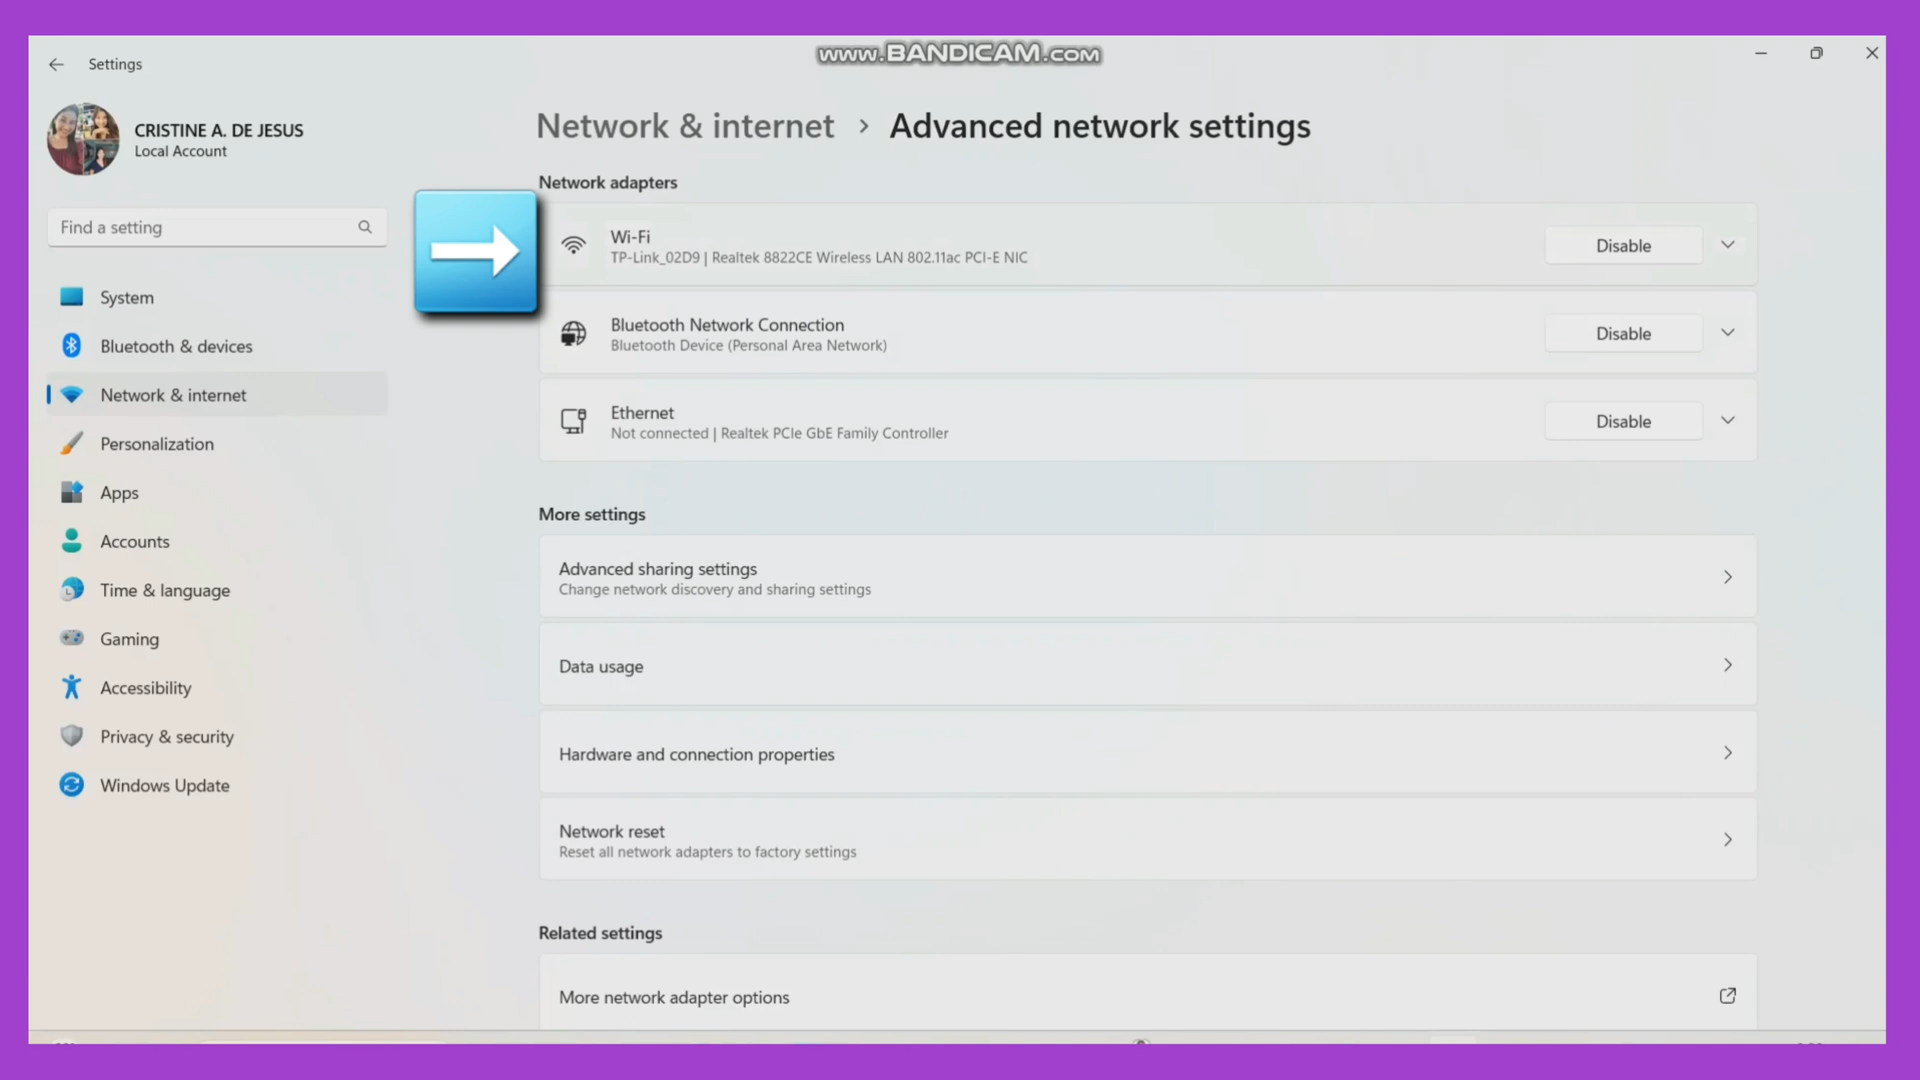 www.BANDICAM.com
Settings
CRISTINE A. DE JESUS
Local Account
Find a setting
System
Bluetooth & devices
Network & internet
Personalization
Apps
Accounts
Time & language
Gaming
Accessibility
Privacy & security
Windows Update
Network & internet > Advanced network settings
Network adapters
Wi-Fi
TP-Link_02D9 | Realtek 8822CE Wireless LAN 802.11ac PCI-E NIC
Disable
Bluetooth Network Connection
Bluetooth Device (Personal Area Network)
Disable
Ethernet
Not connected | Realtek PCIe GbE Family Controller
Disable
More settings
Advanced sharing settings
Change network discovery and sharing settings
Data usage
Hardware and connection properties
Network reset
Reset all network adapters to factory settings
Related settings
More network adapter options